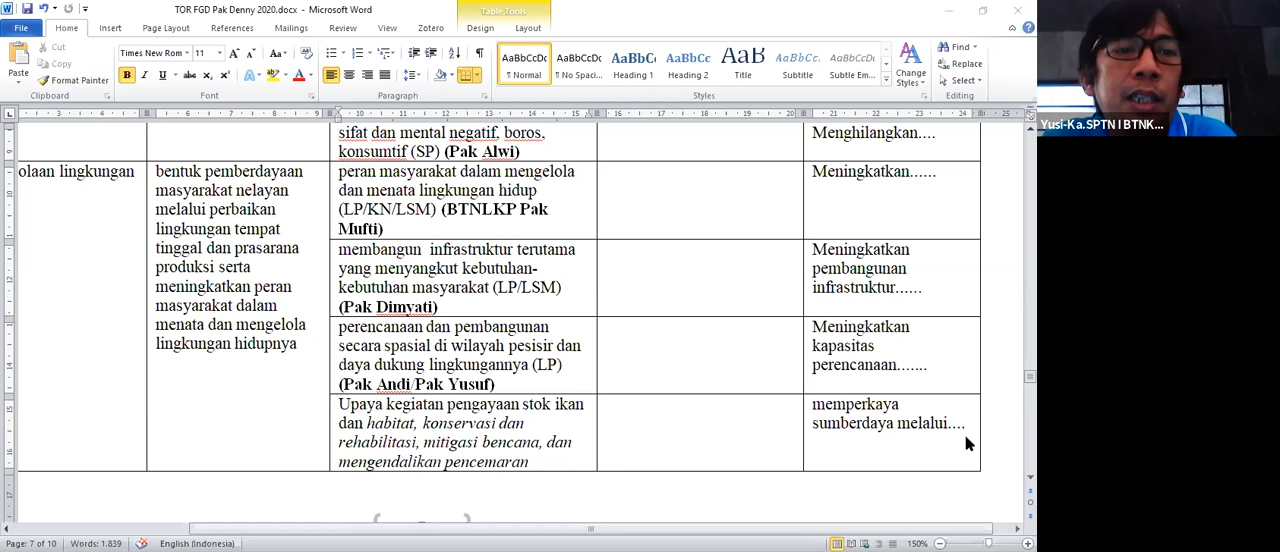 TOR FGD Pak Denny 2020.docx - Microsoft Word
Table Tools
File
Home
Insert
Page Layout
References
Mailings
Review
View
Zotero
Design
Layout
Cut
Copy
Format Painter
Paste
Clipboard
Times New Rom
11
Font
Paragraph
AaBbCcDc
¶ Normal
AaBbCcDc
¶ No Spaci...
AaBbCc
Heading 1
AaBbCc
Heading 2
AaB
Title
AaBbCc.
Subtitle
AaBbCcDc
Subtle Em...
Change
Styles
Styles
Find
Replace
Select
Editing
Yusi-Ka.SPTN I BTNK...
sifat dan mental negatif, boros,
konsumtif (SP) (Pak Alwi)
Menghilangkan....
olaan lingkungan
bentuk pemberdayaan
masyarakat nelayan
melalui perbaikan
lingkungan tempat
tinggal dan prasarana
produksi serta
meningkatkan peran
masyarakat dalam
menata dan mengelola
lingkungan hidupnya
peran masyarakat dalam mengelola
dan menata lingkungan hidup
(LP/KN/LSM) (BTNLKP Pak
Mufti)
Meningkatkan......
membangun  infrastruktur terutama
yang menyangkut kebutuhan-
kebutuhan masyarakat (LP/LSM)
(Pak Dimyati)
Meningkatkan
pembangunan
infrastruktur......
perencanaan dan pembangunan
secara spasial di wilayah pesisir dan
daya dukung lingkungannya (LP)
(Pak Andi/Pak Yusuf)
Meningkatkan
kapasitas
perencanaan.......
Upaya kegiatan pengayaan stok ikan
dan habitat, konservasi dan
rehabilitasi, mitigasi bencana, dan
mengendalikan pencemaran
memperkaya
sumberdaya melalui....
Page: 7 of 10
Words: 1.839
English (Indonesia)
150%